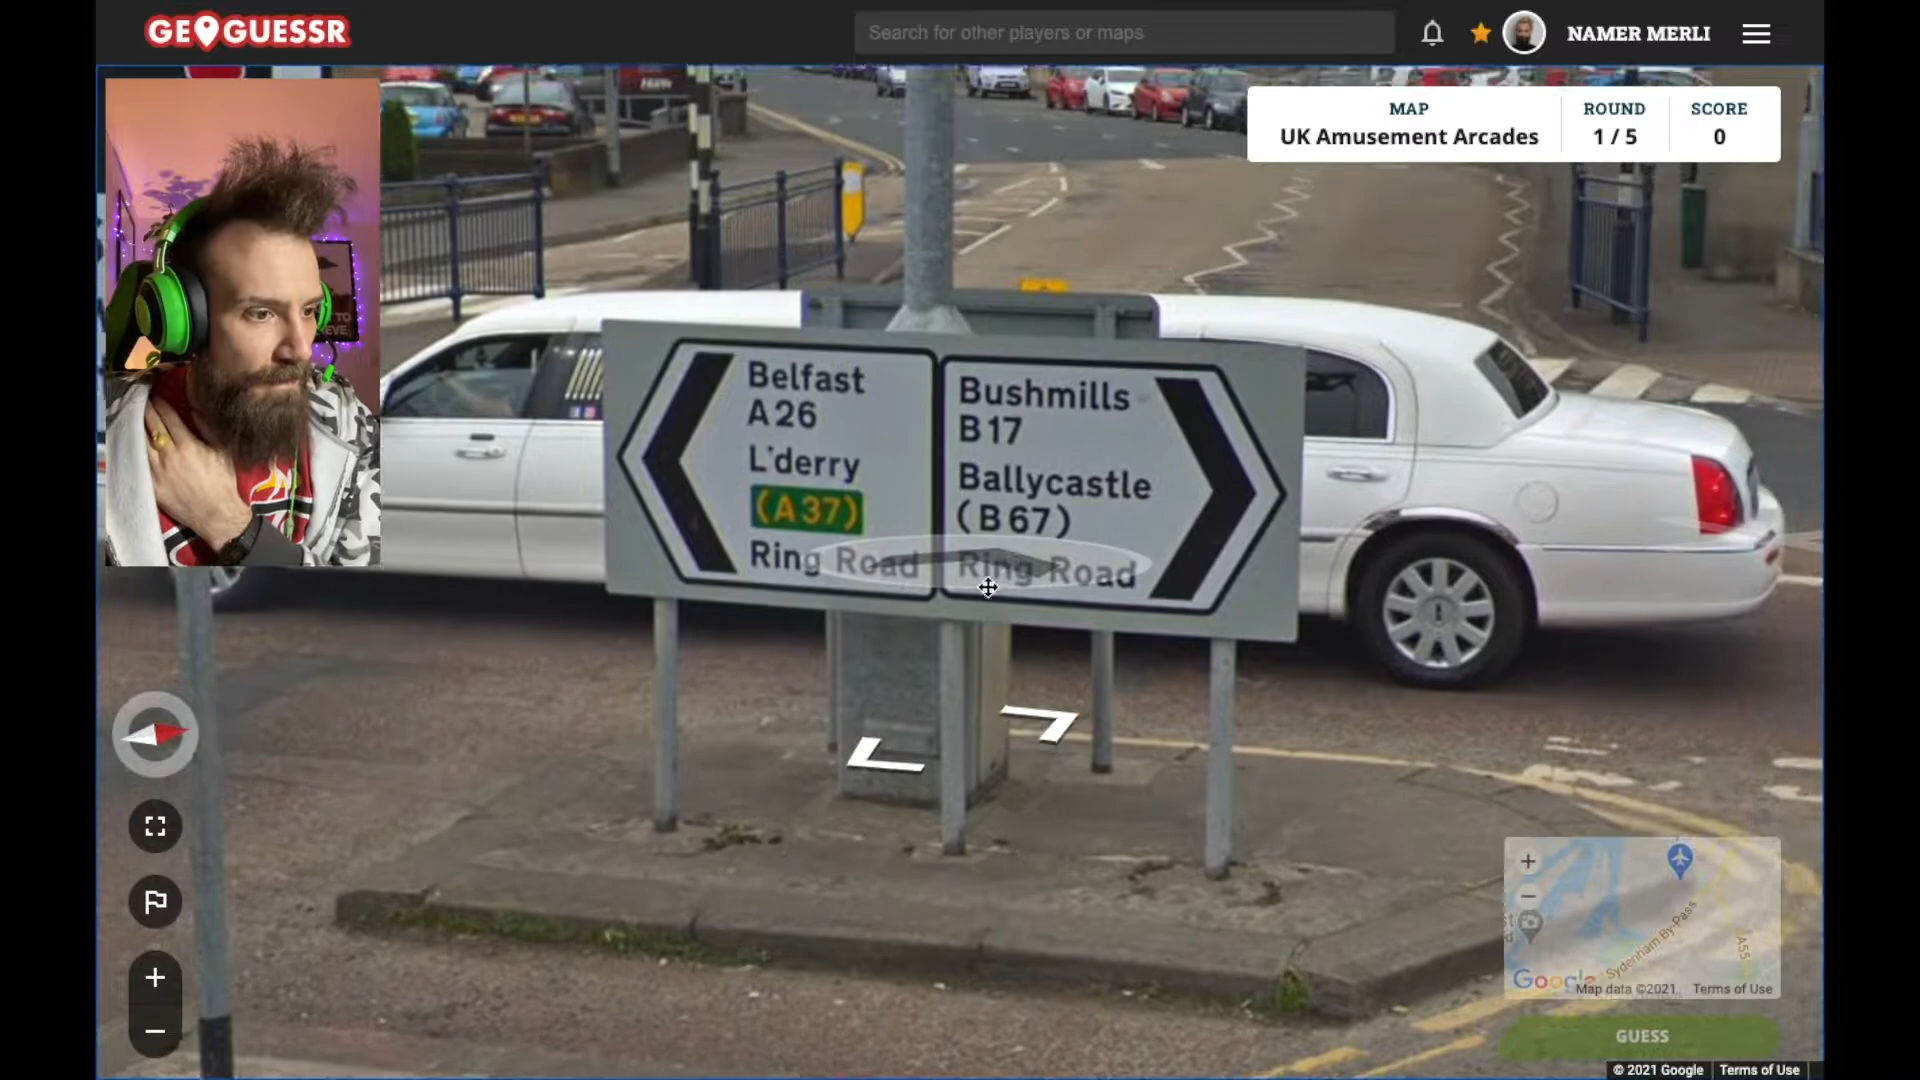 GEOGUESSR
Search for other players or maps
NAMER MERLI
MAP
ROUND
SCORE
UK Amusement Arcades
1 / 5
0
Belfast
A26
L'derry
(A37)
Ring Road
Bushmills
B17
Ballycastle
(B67)
Ring Road
Sydenham By-Pass
A55
Google
Map data ©2021
Terms of Use
GUESS
© 2021 Google
Terms of Use